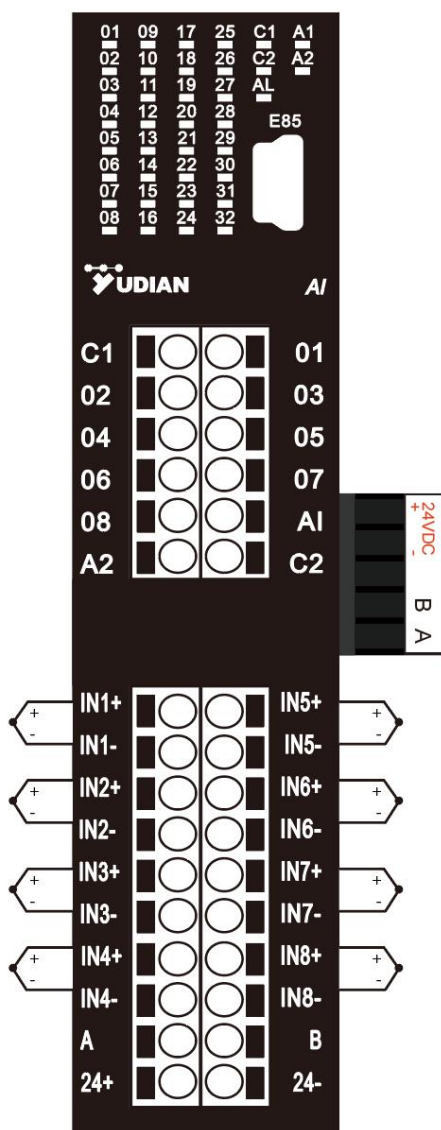 01 09 17 25 C1 A1
02 10 18 26 C2 A2
03 11 19 27 AL
04 12 20 28
E85
05 13 21 29
06 14 22 30
07 15 23 31
08 16 24 32
YUDIAN AI
C1 01
02 03
04 05
06 07
08 AI
A2 C2
24VDC
+ -
B
A
IN1+ IN5+
+ +
- -
IN1- IN5-
IN2+ IN6+
+ +
- -
IN2- IN6-
IN3+ IN7+
+ +
- -
IN3- IN7-
IN4+ IN8+
+ +
- -
IN4- IN8-
A B
24+ 24-